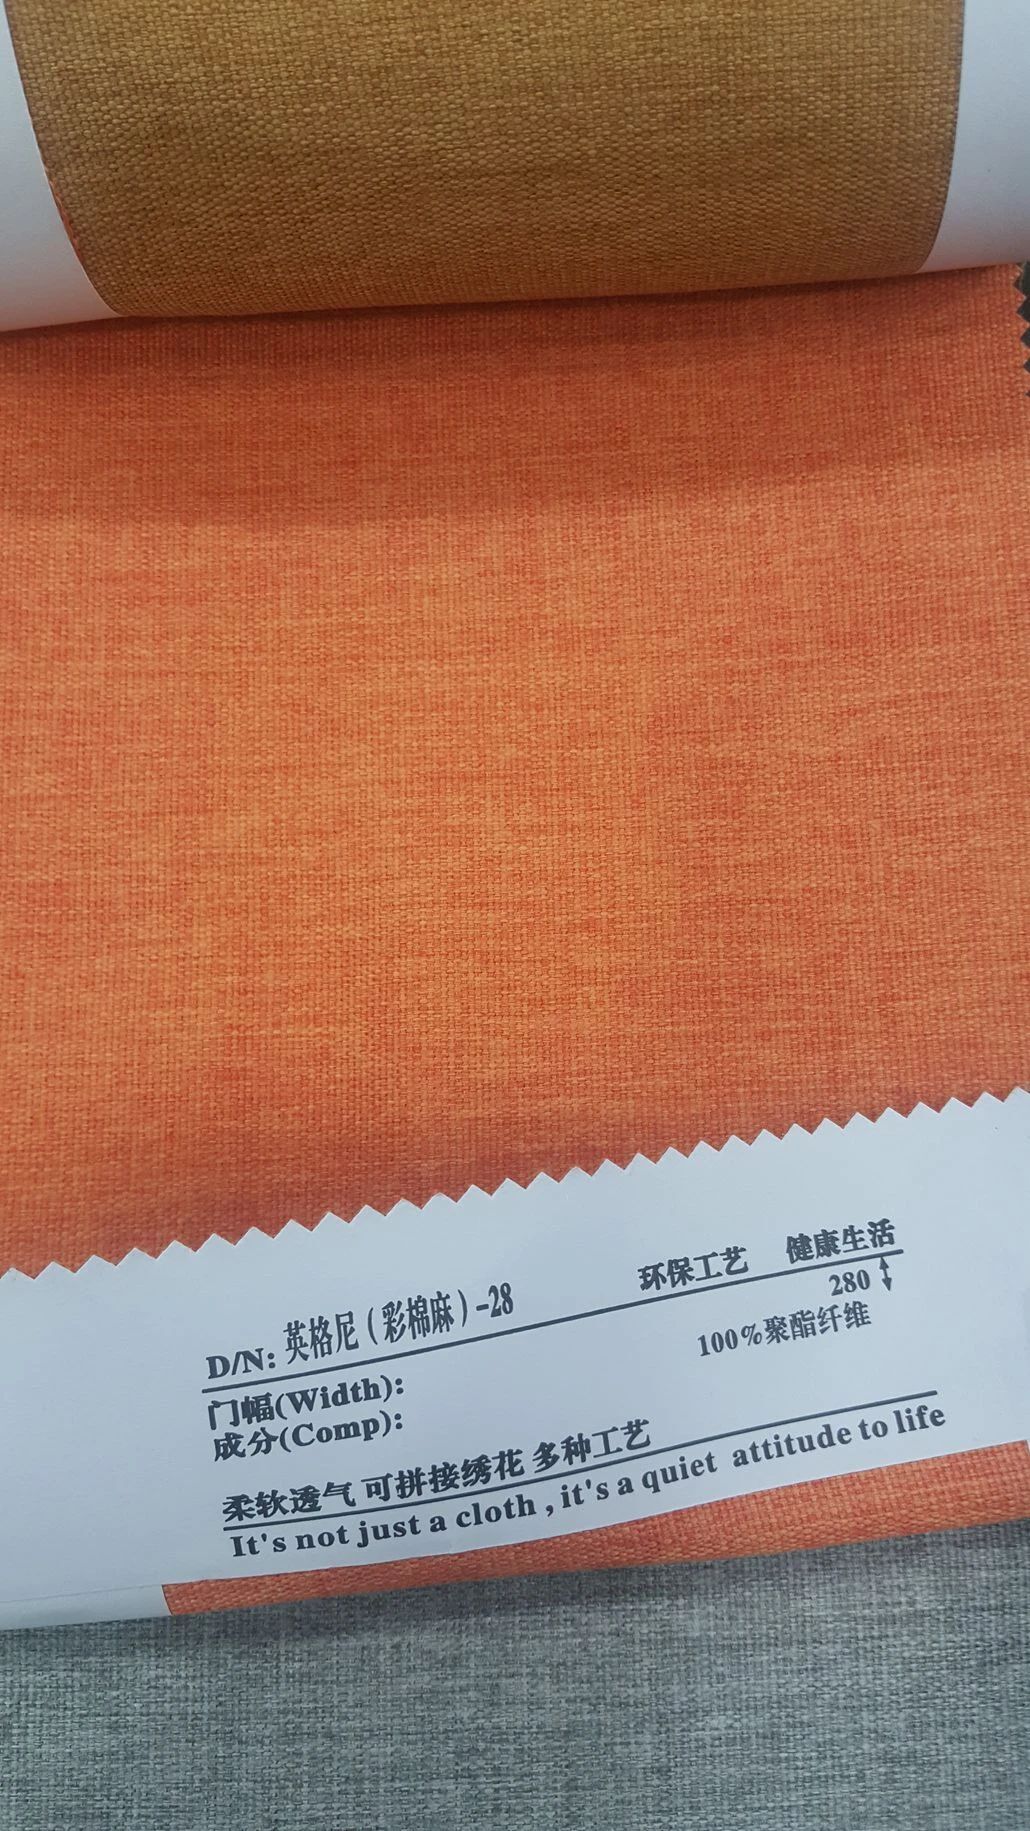 环保工艺 健康生活
D/N: 英格尼（彩棉麻）-28
门幅(Width): 280
成分(Comp): 100%聚酯纤维
柔软透气 可拼接绣花 多种工艺
It's not just a cloth , it's a quiet attitude to life